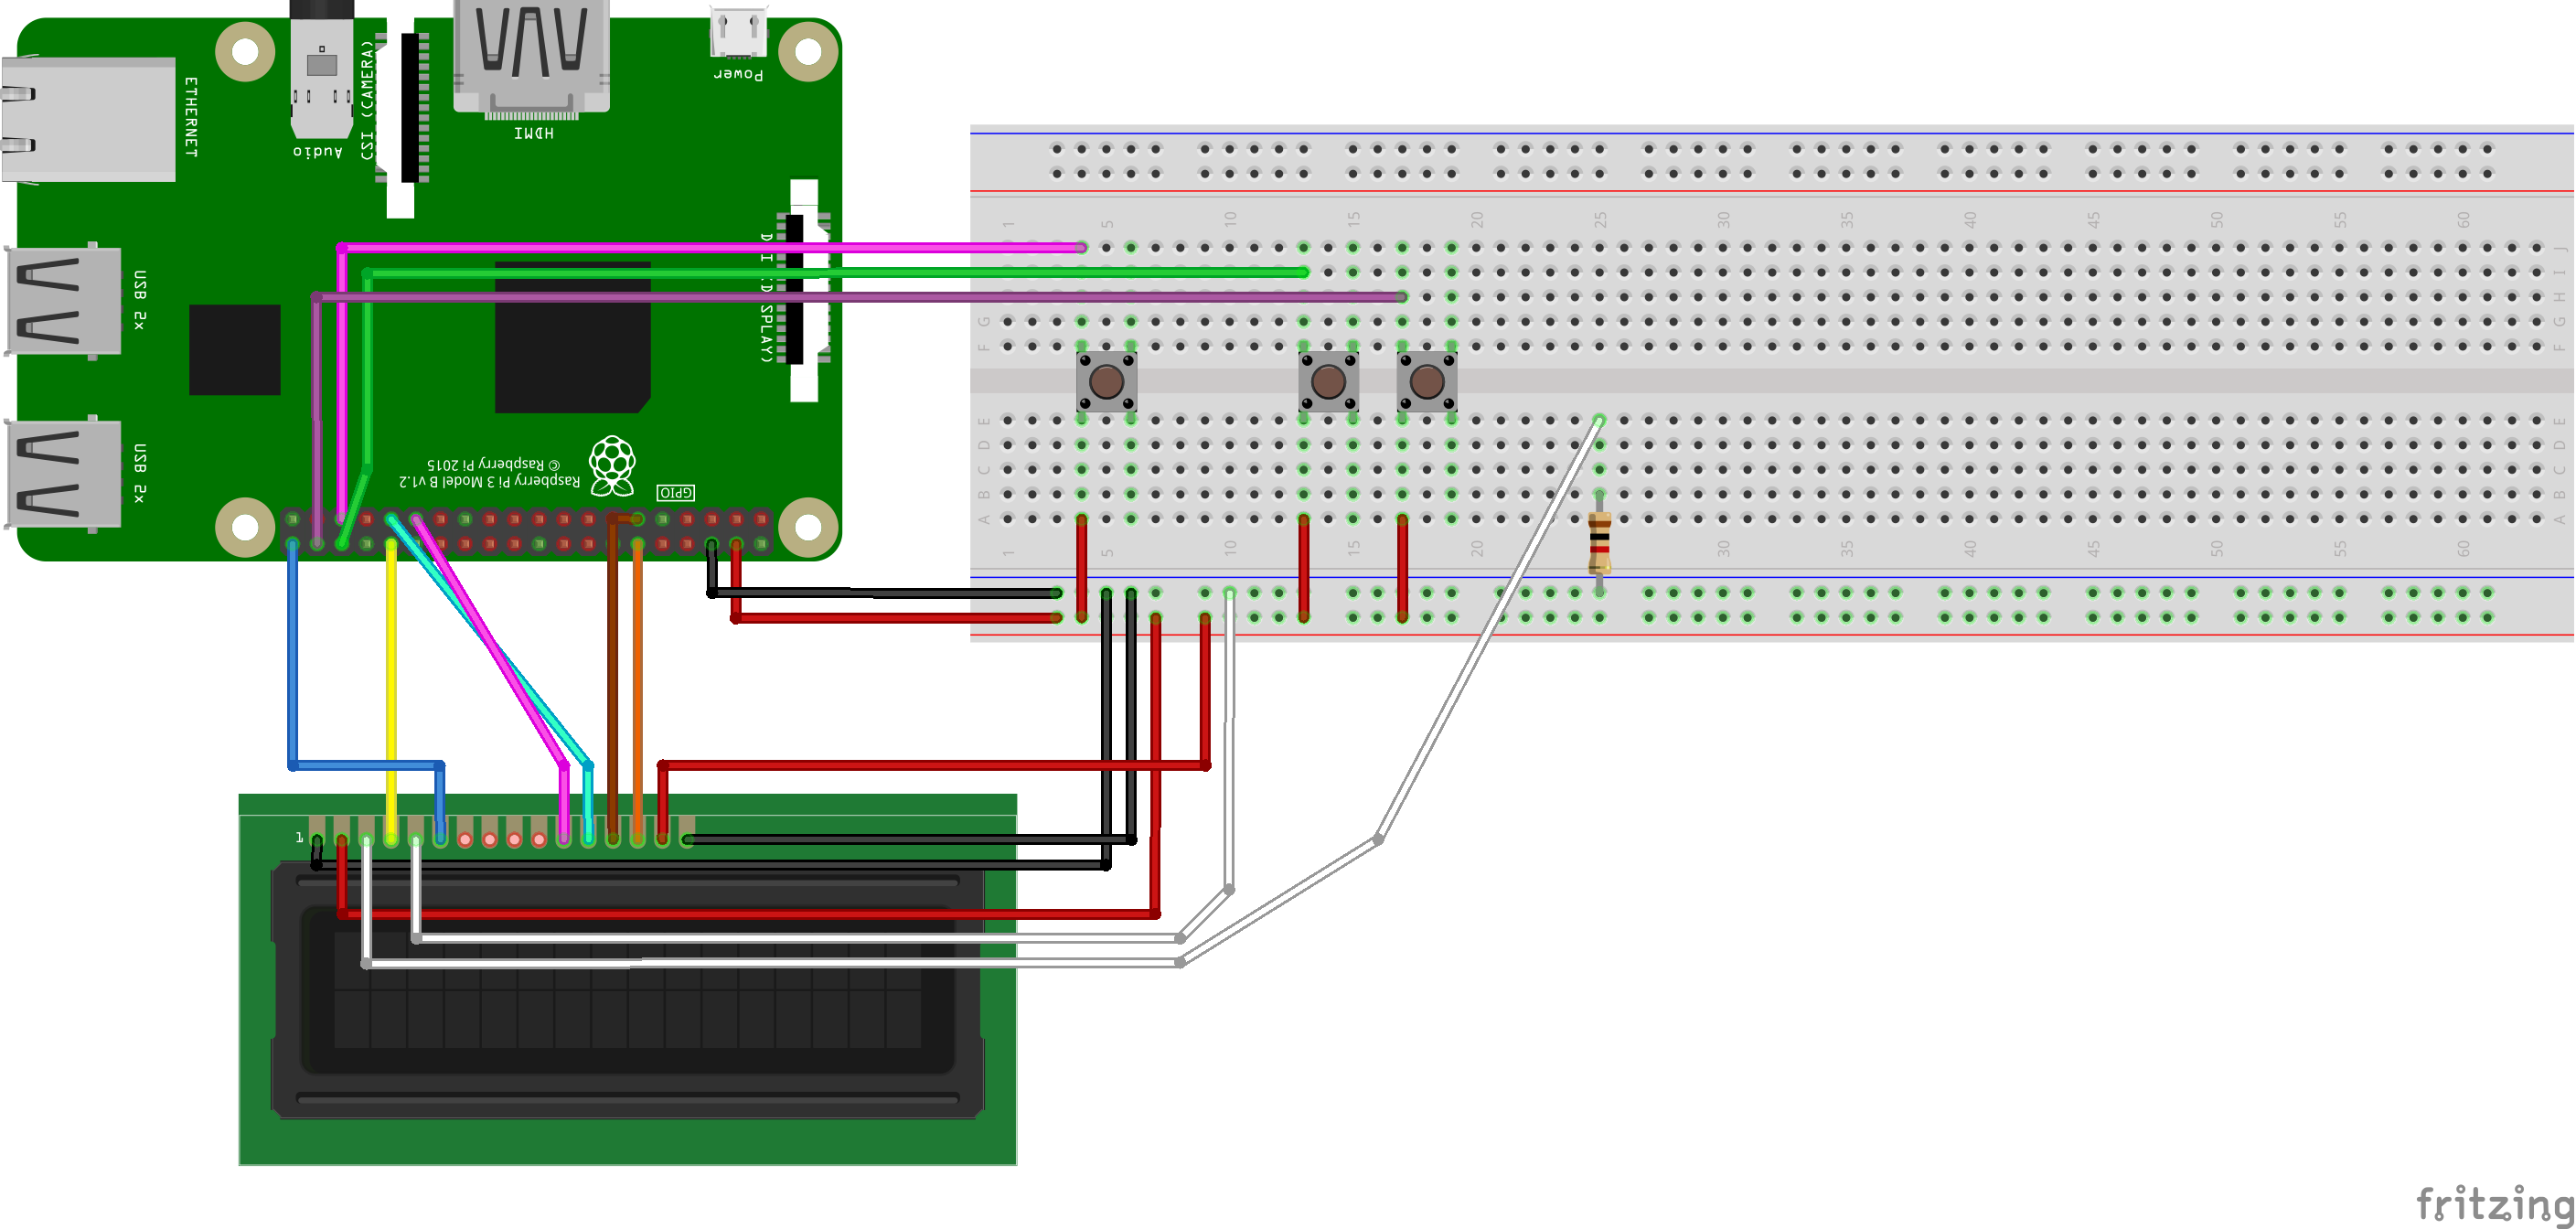 ETHERNET
Audio
CSI (CAMERA)
HDMI
Power
USB 2x
USB 2x
Raspberry Pi 3 Model B v1.2
© Raspberry Pi 2015
GPIO
1 5 10 15 20 25 30 35 40 45 50 55 60
J
I
H
G G
F F
E E
D D
C C
B B
A A
1 5 10 15 20 25 30 35 40 45 50 55 60
1
fritzing